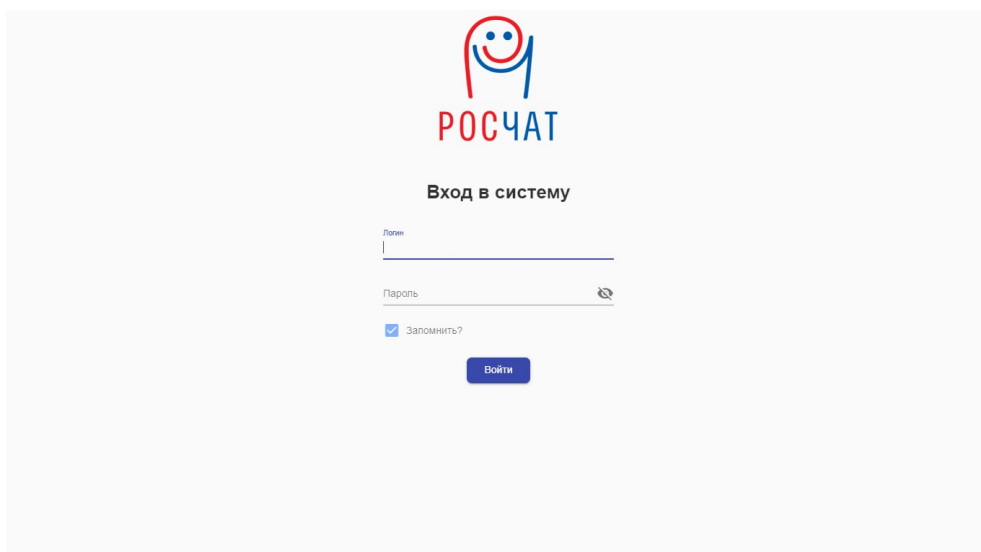 РОСЧАТ
Вход в систему
Логин
Пароль
Запомнить?
Войти